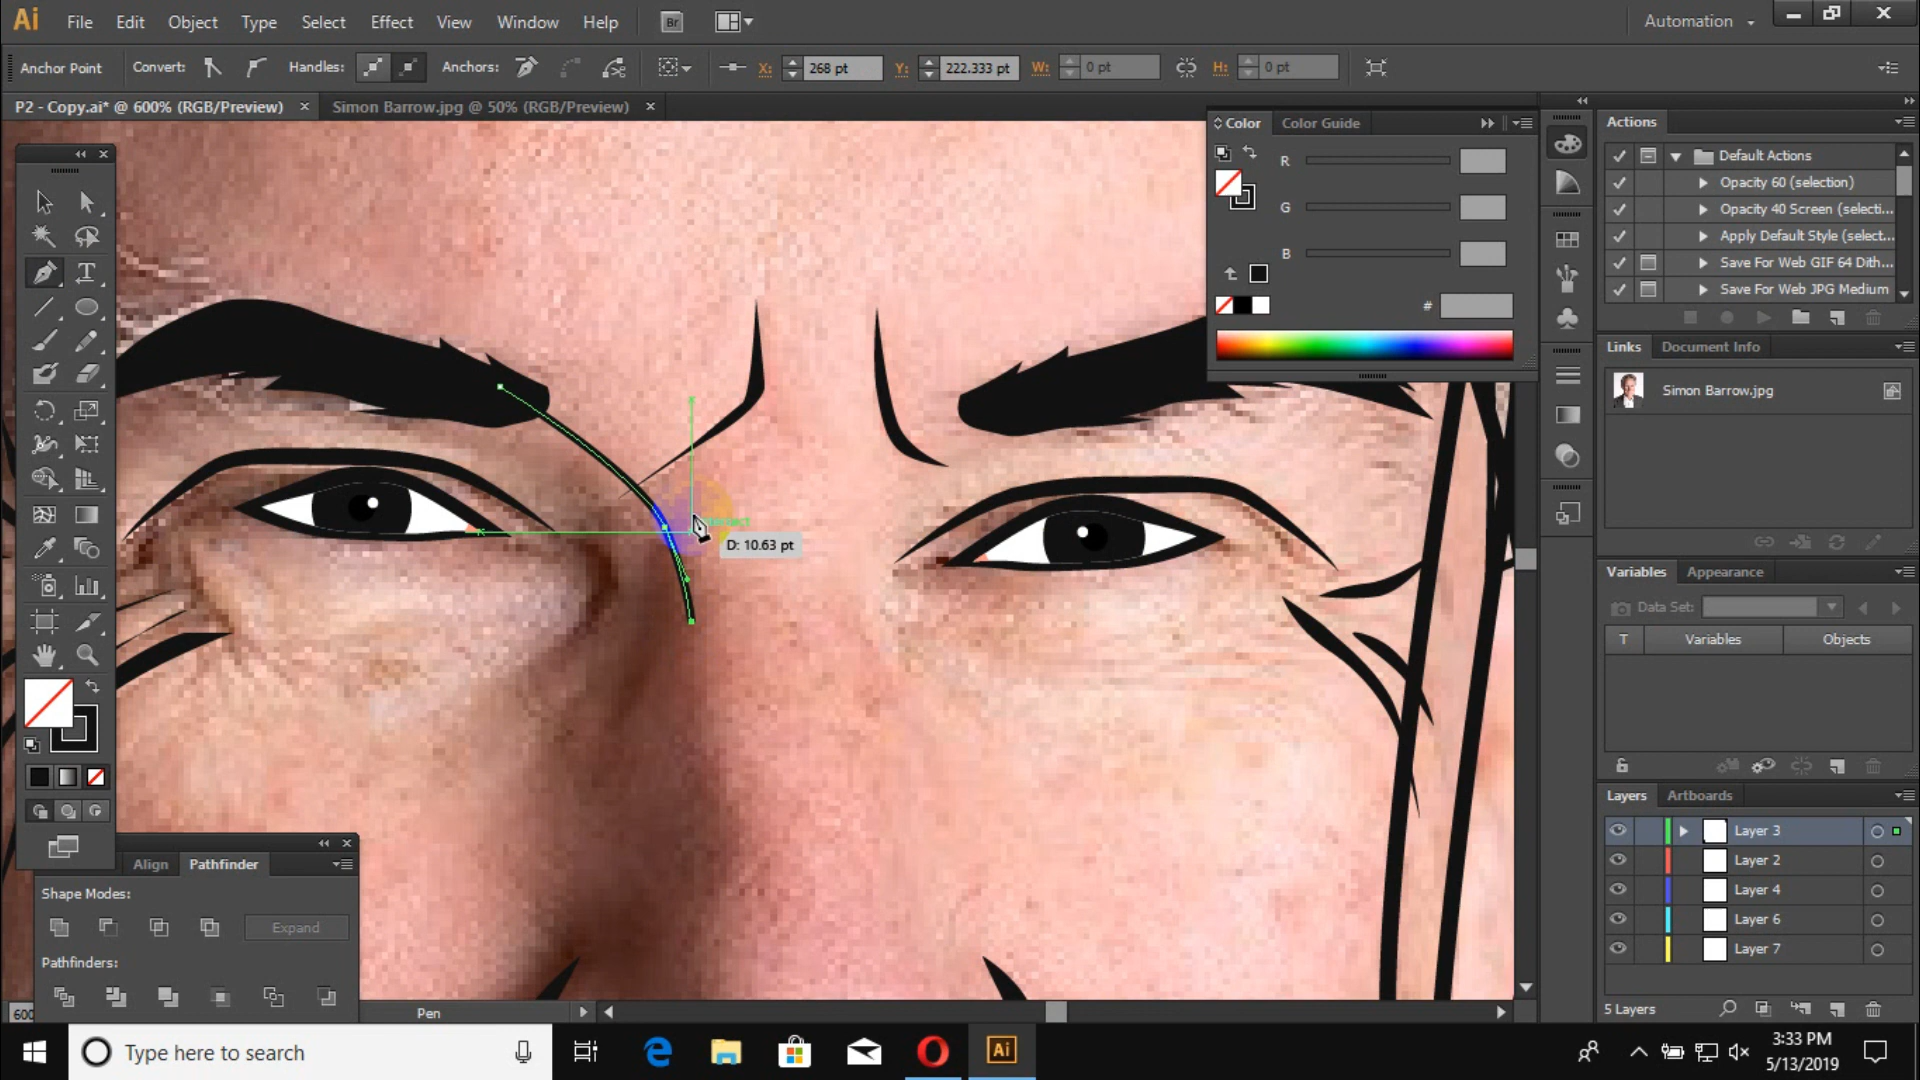 Ai File Edit Object Type Select Effect View Window Help Br Automation
Anchor Point Convert: Handles: Anchors: X: 268 pt Y: 222.333 pt W: 0 pt H: 0 pt
P2 - Copy.ai* @ 600% (RGB/Preview) Simon Barrow.jpg @ 50% (RGB/Preview)
Color Color Guide
R
G
B
#
Actions
Default Actions
Opacity 60 (selection)
Opacity 40 Screen (selecti...
Apply Default Style (select...
Save For Web GIF 64 Dith...
Save For Web JPG Medium
Links Document Info
Simon Barrow.jpg
D: 10.63 pt
Variables Appearance
Data Set:
T Variables Objects
Layers Artboards
Layer 3
Layer 2
Layer 4
Layer 6
Layer 7
5 Layers
Align Pathfinder
Shape Modes:
Expand
Pathfinders:
600
Pen
Type here to search
Ai
3:33 PM
5/13/2019